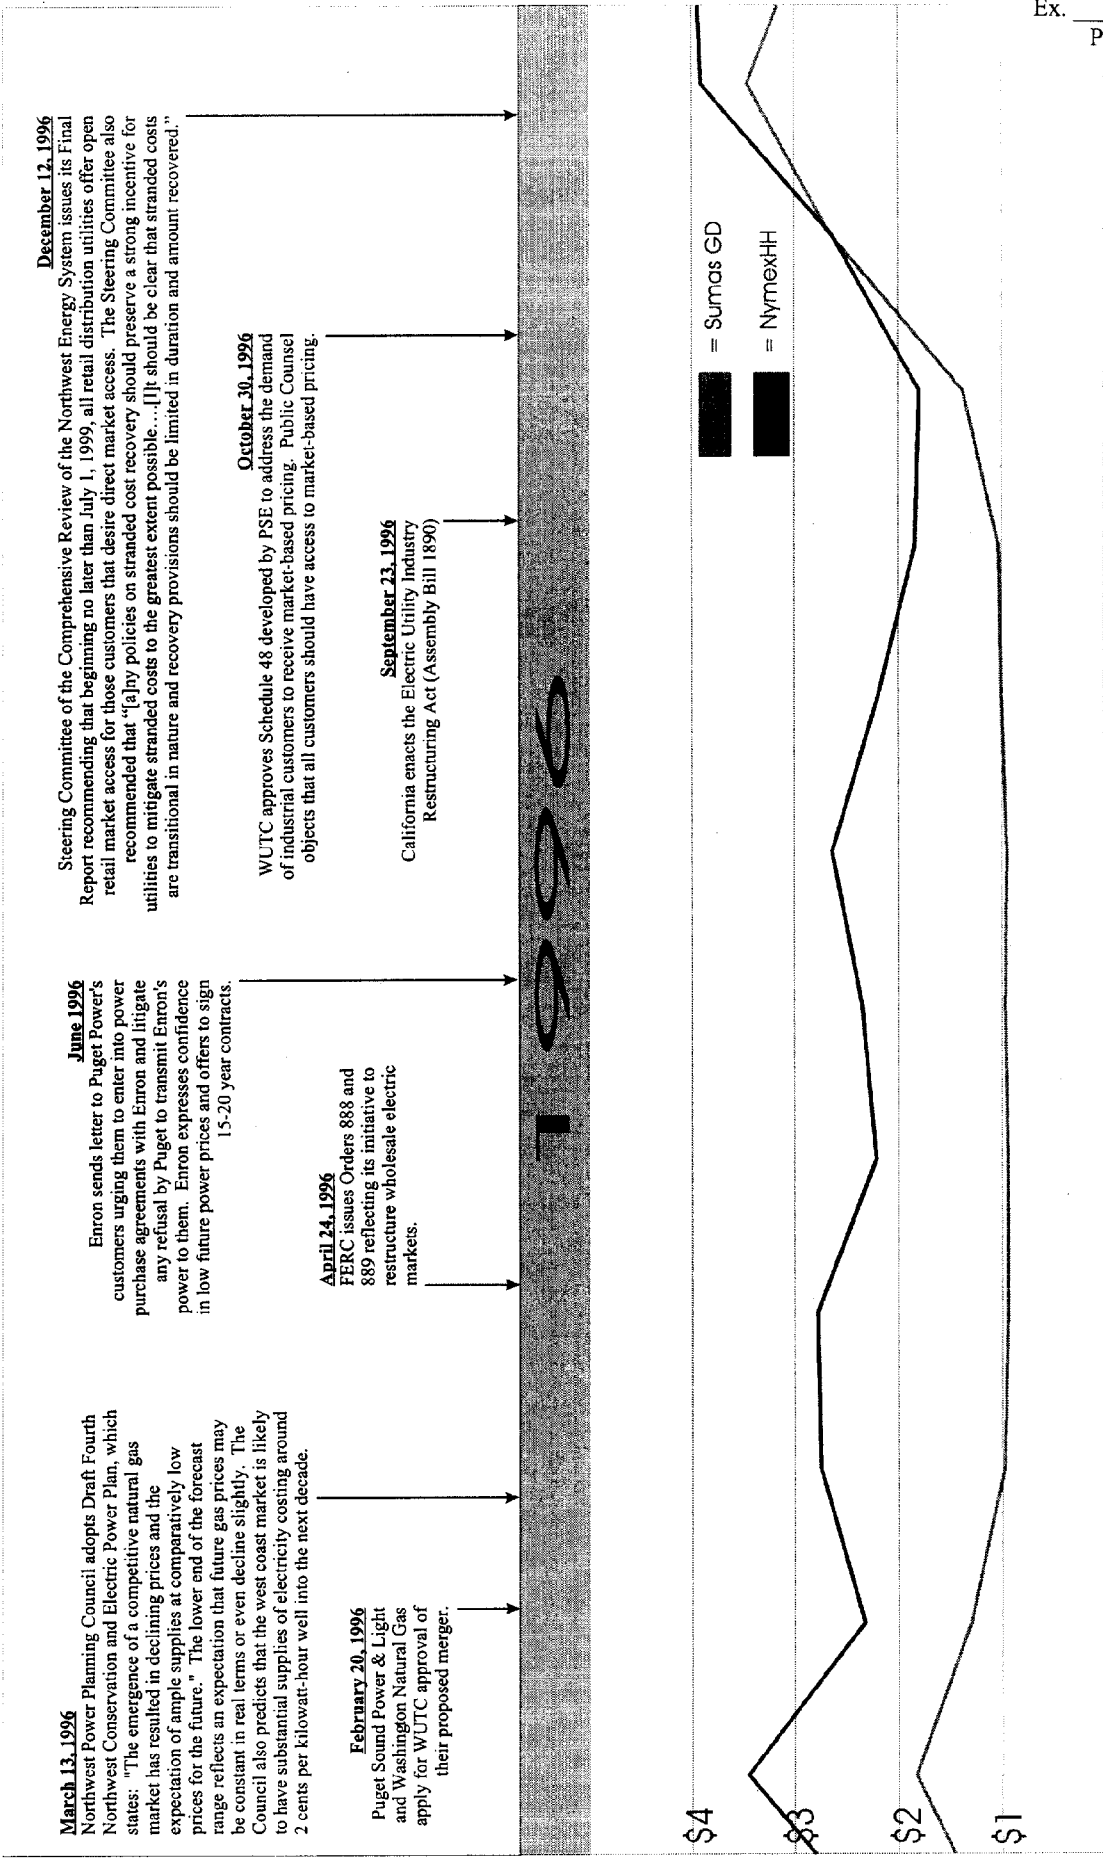 March 13, 1996
Northwest Power Planning Council adopts Draft Fourth
Northwest Conservation and Electric Power Plan, which
states: "The emergence of a competitive natural gas
market has resulted in declining prices and the
expectation of ample supplies at comparatively low
prices for the future." The lower end of the forecast
range reflects an expectation that future gas prices may
be constant in real terms or even decline slightly. The
Council also predicts that the west coast market is likely
to have substantial supplies of electricity costing around
2 cents per kilowatt-hour well into the next decade.
February 20, 1996
Puget Sound Power & Light
and Washington Natural Gas
apply for WUTC approval of
their proposed merger.
June 1996
Enron sends letter to Puget Power's
customers urging them to enter into power
purchase agreements with Enron and litigate
any refusal by Puget to transmit Enron's
power to them. Enron expresses confidence
in low future power prices and offers to sign
15-20 year contracts.
April 24, 1996
FERC issues Orders 888 and
889 reflecting its initiative to
restructure wholesale electric
markets.
December 12, 1996
Steering Committee of the Comprehensive Review of the Northwest Energy System issues its Final
Report recommending that beginning no later than July 1, 1999, all retail distribution utilities offer open
retail market access for those customers that desire direct market access. The Steering Committee also
recommended that “[a]ny policies on stranded cost recovery should preserve a strong incentive for
utilities to mitigate stranded costs to the greatest extent possible…[I]t should be clear that stranded costs
are transitional in nature and recovery provisions should be limited in duration and amount recovered.”
October 30, 1996
WUTC approves Schedule 48 developed by PSE to address the demand
of industrial customers to receive market-based pricing. Public Counsel
objects that all customers should have access to market-based pricing.
September 23, 1996
California enacts the Electric Utility Industry
Restructuring Act (Assembly Bill 1890)
1996
$4
$3
$2
$1
= Sumas GD
= NymexHH
Ex. ___
P